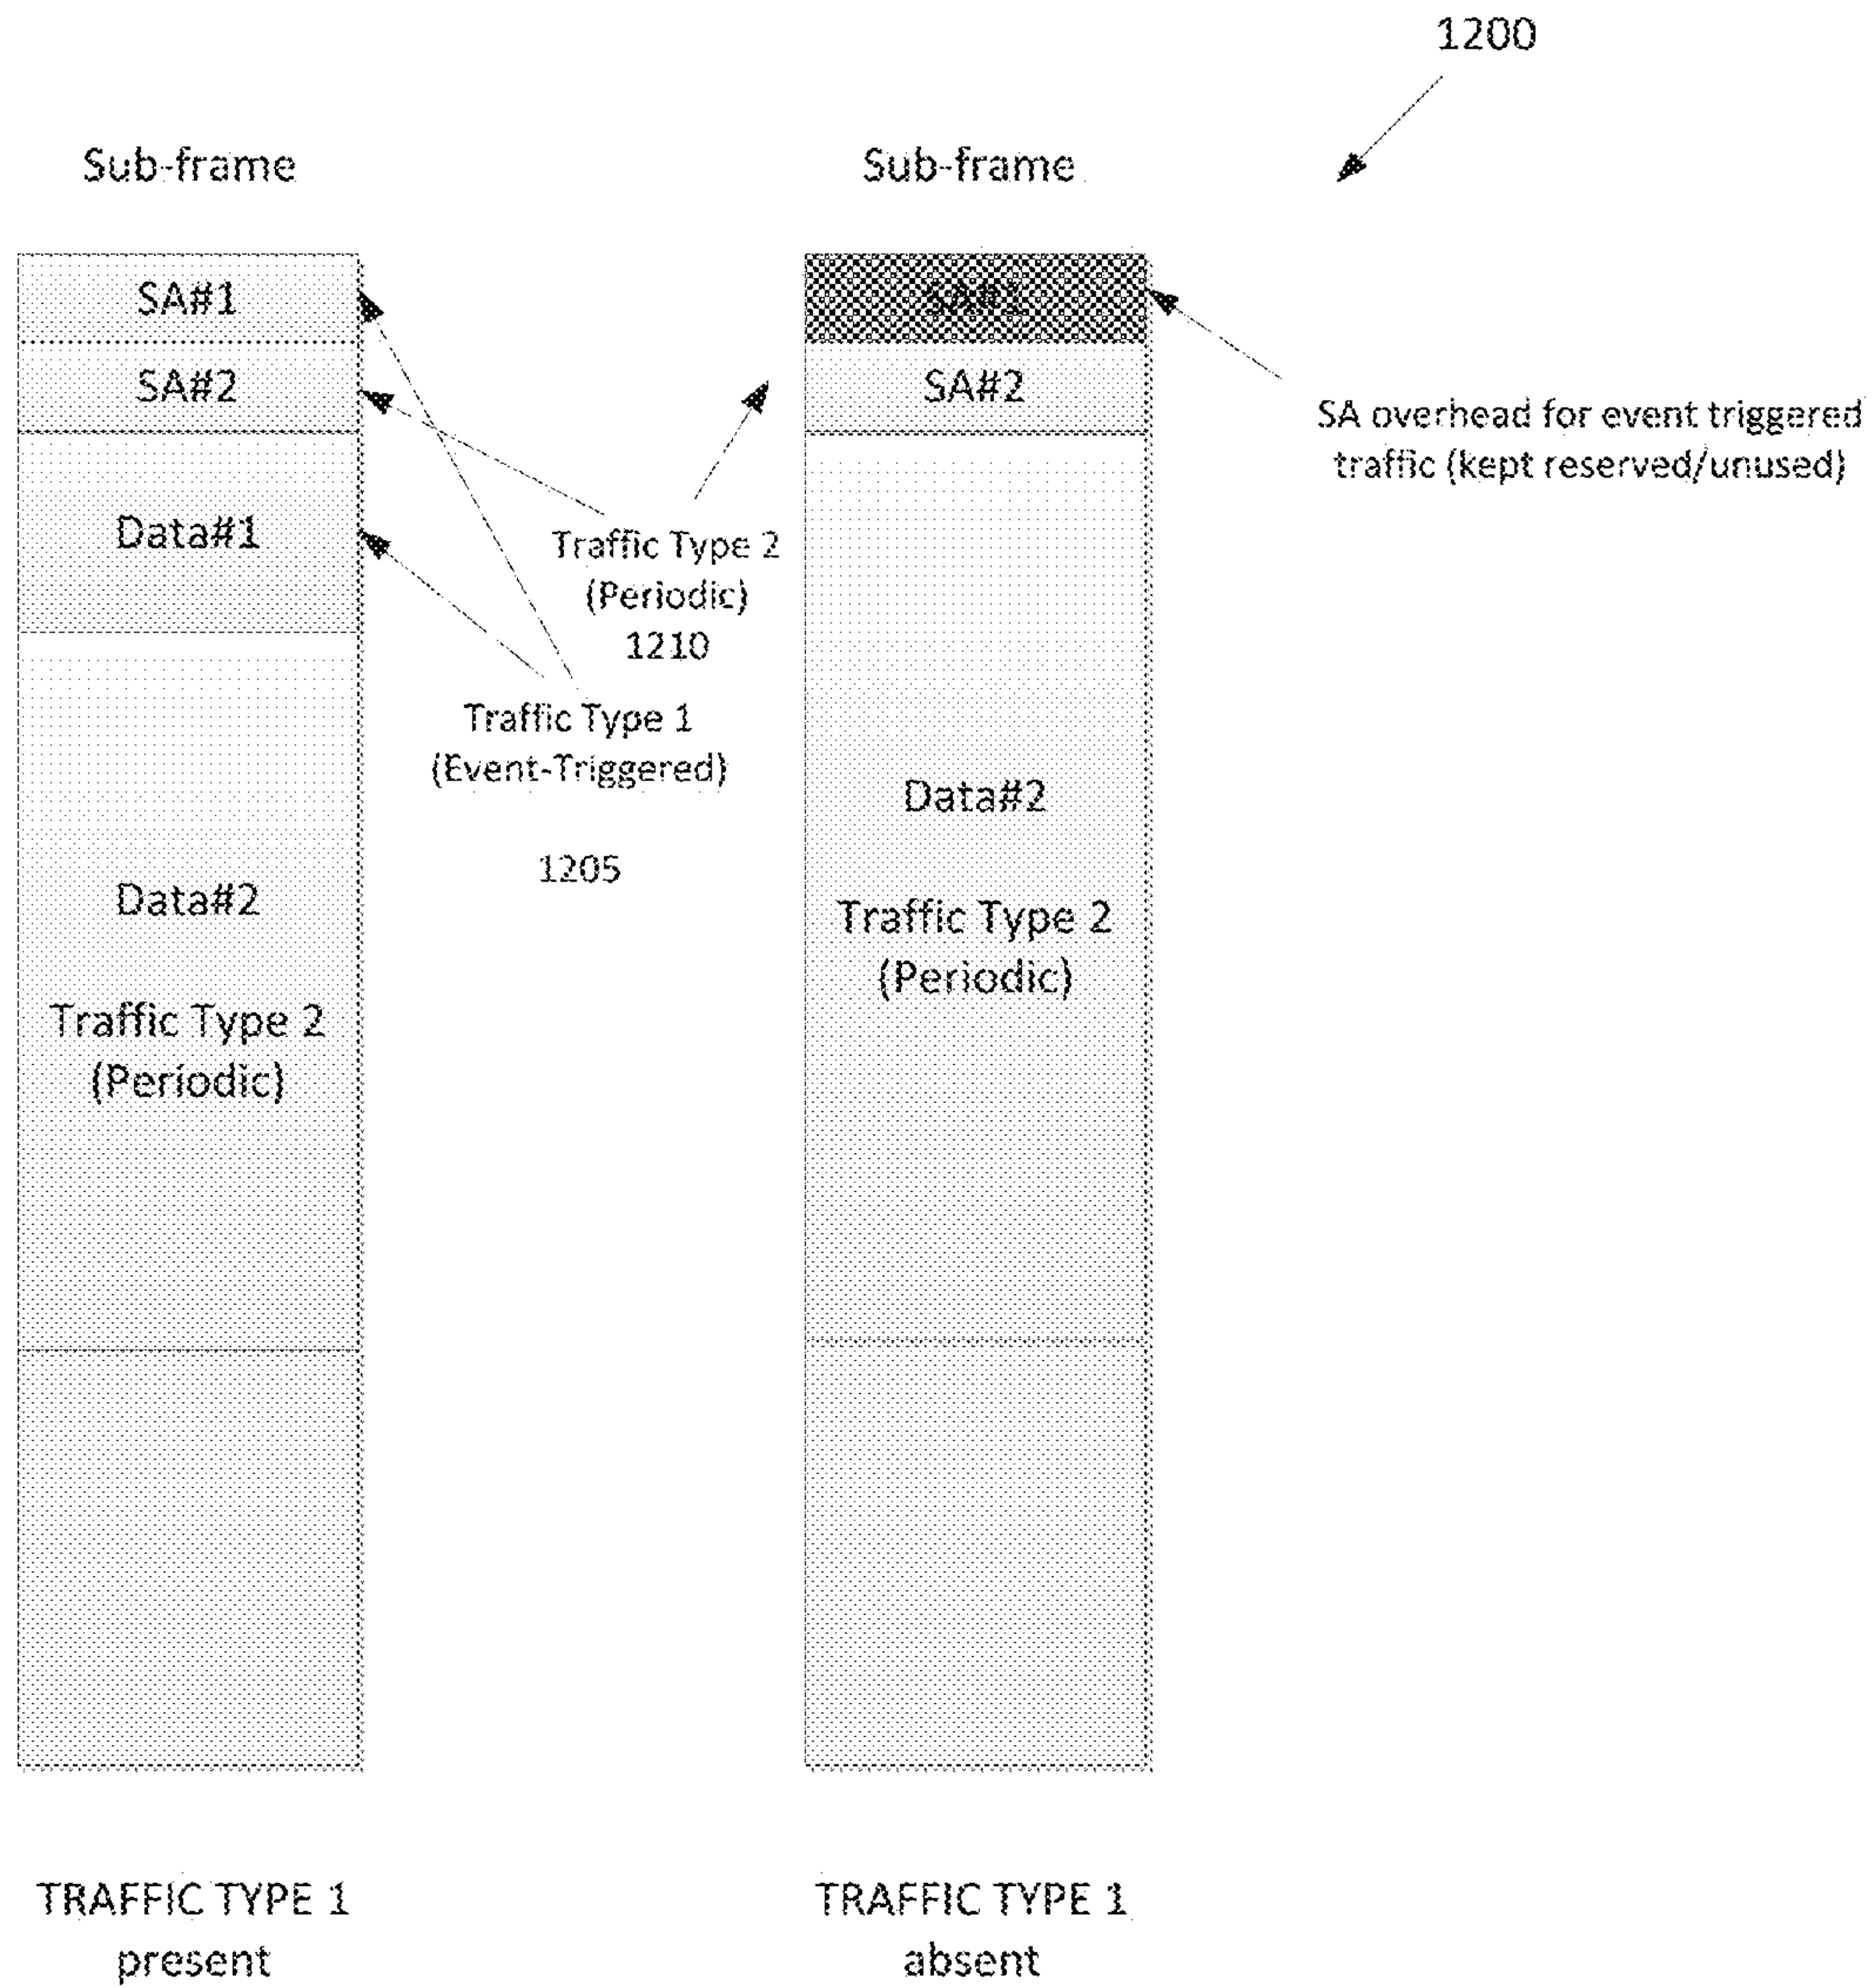 1200
Sub-frame
Sub-frame
SA#1
SA#2
Data#1
Data#2
Traffic Type 2
(Periodic)
Traffic Type 2
(Periodic)
1210
Traffic Type 1
(Event-Triggered)
1205
SA#1
SA#2
Data#2
Traffic Type 2
(Periodic)
SA overhead for event triggered
traffic (kept reserved/unused)
TRAFFIC TYPE 1
present
TRAFFIC TYPE 1
absent